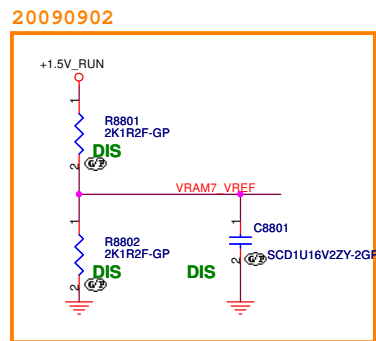 20090902
+1.5V_RUN
1
R8801
2K1R2F-GP
DIS
2
G/P
VRAM7_VREF
1
R8802
2K1R2F-GP
DIS
2
G/P
1
C8801
SCD1U16V2ZY-2GP
G/P
2
DIS